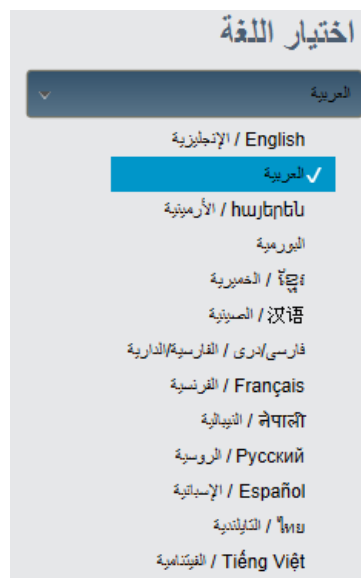 اختيار اللغة
العربية
English / الإنجليزية
العربية
հայերեն / الأرمينية
البورمية
ខ្មែរ / الخميرية
汉语 / الصينية
فارسی/دری / الفارسية/الدارية
Français / الفرنسية
नेपाली / النيبالية
Русский / الروسية
Español / الإسبانية
ไทย / التايلندية
Tiếng Việt / الفيتنامية